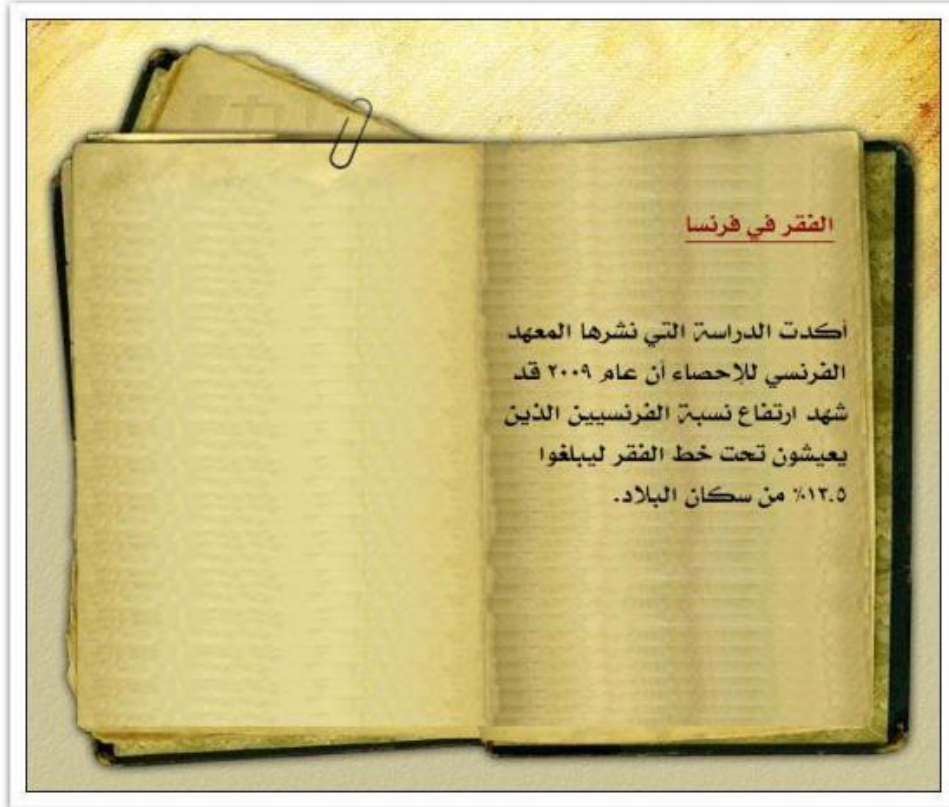 الفقر في فرنسا
أكدت الدراسة التي نشرها المعهد
الفرنسي للإحصاء أن عام ٢٠٠٩ قد
شهد ارتفاع نسبة الفرنسيين الذين
يعيشون تحت خط الفقر ليبلغوا
١٣.٥٪ من سكان البلاد.